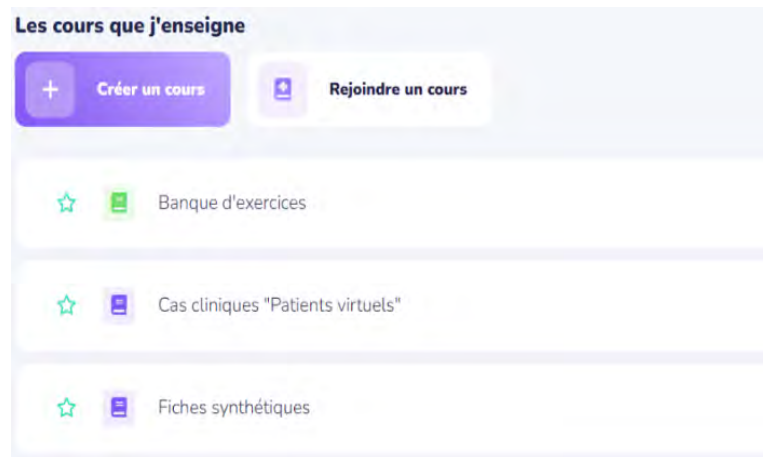 Les cours que j'enseigne
Créer un cours
Rejoindre un cours
Banque d'exercices
Cas cliniques "Patients virtuels"
Fiches synthétiques